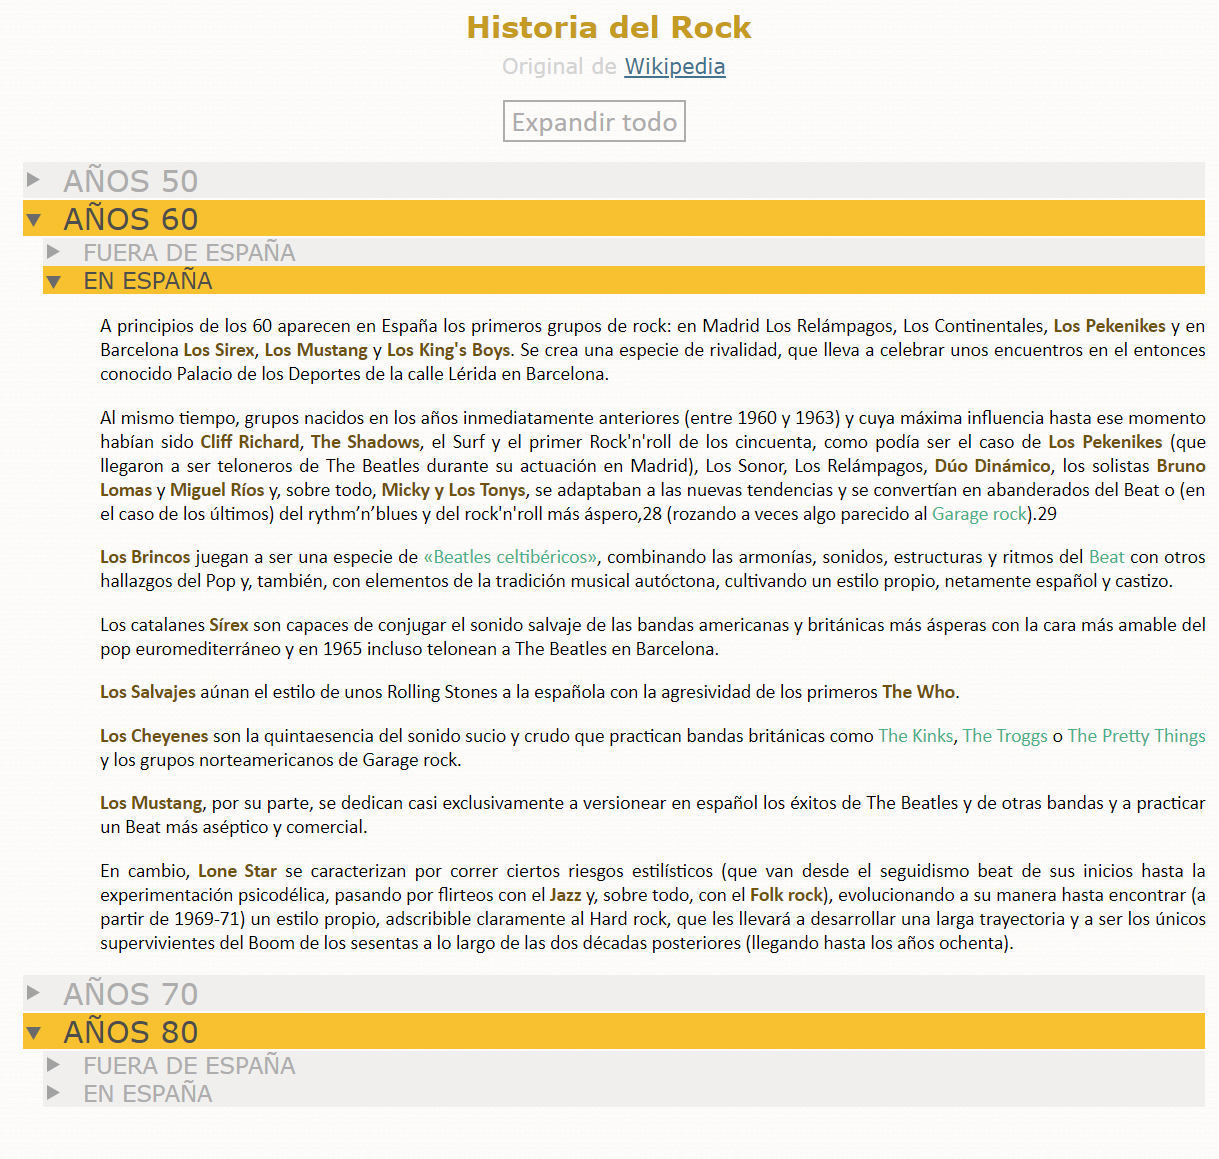 Historia del Rock
Original de Wikipedia
Expandir todo
AÑOS 50
AÑOS 60
FUERA DE ESPAÑA
EN ESPAÑA
A principios de los 60 aparecen en España los primeros grupos de rock: en Madrid Los Relámpagos, Los Continentales, Los Pekenikes y en
Barcelona Los Sirex, Los Mustang y Los King's Boys. Se crea una especie de rivalidad, que lleva a celebrar unos encuentros en el entonces
conocido Palacio de los Deportes de la calle Lérida en Barcelona.
Al mismo tiempo, grupos nacidos en los años inmediatamente anteriores (entre 1960 y 1963) y cuya máxima influencia hasta ese momento
habían sido Cliff Richard, The Shadows, el Surf y el primer Rock'n'roll de los cincuenta, como podía ser el caso de Los Pekenikes (que
llegaron a ser teloneros de The Beatles durante su actuación en Madrid), Los Sonor, Los Relámpagos, Dúo Dinámico, los solistas Bruno
Lomas y Miguel Ríos y, sobre todo, Micky y Los Tonys, se adaptaban a las nuevas tendencias y se convertían en abanderados del Beat o (en
el caso de los últimos) del rythm’n’blues y del rock'n'roll más áspero,28 (rozando a veces algo parecido al Garage rock).29
Los Brincos juegan a ser una especie de «Beatles celtibéricos», combinando las armonías, sonidos, estructuras y ritmos del Beat con otros
hallazgos del Pop y, también, con elementos de la tradición musical autóctona, cultivando un estilo propio, netamente español y castizo.
Los catalanes Sírex son capaces de conjugar el sonido salvaje de las bandas americanas y británicas más ásperas con la cara más amable del
pop euromediterráneo y en 1965 incluso telonean a The Beatles en Barcelona.
Los Salvajes aúnan el estilo de unos Rolling Stones a la española con la agresividad de los primeros The Who.
Los Cheyenes son la quintaesencia del sonido sucio y crudo que practican bandas británicas como The Kinks, The Troggs o The Pretty Things
y los grupos norteamericanos de Garage rock.
Los Mustang, por su parte, se dedican casi exclusivamente a versionear en español los éxitos de The Beatles y de otras bandas y a practicar
un Beat más aséptico y comercial.
En cambio, Lone Star se caracterizan por correr ciertos riesgos estilísticos (que van desde el seguidismo beat de sus inicios hasta la
experimentación psicodélica, pasando por flirteos con el Jazz y, sobre todo, con el Folk rock), evolucionando a su manera hasta encontrar (a
partir de 1969-71) un estilo propio, adscribible claramente al Hard rock, que les llevará a desarrollar una larga trayectoria y a ser los únicos
supervivientes del Boom de los sesentas a lo largo de las dos décadas posteriores (llegando hasta los años ochenta).
AÑOS 70
AÑOS 80
FUERA DE ESPAÑA
EN ESPAÑA